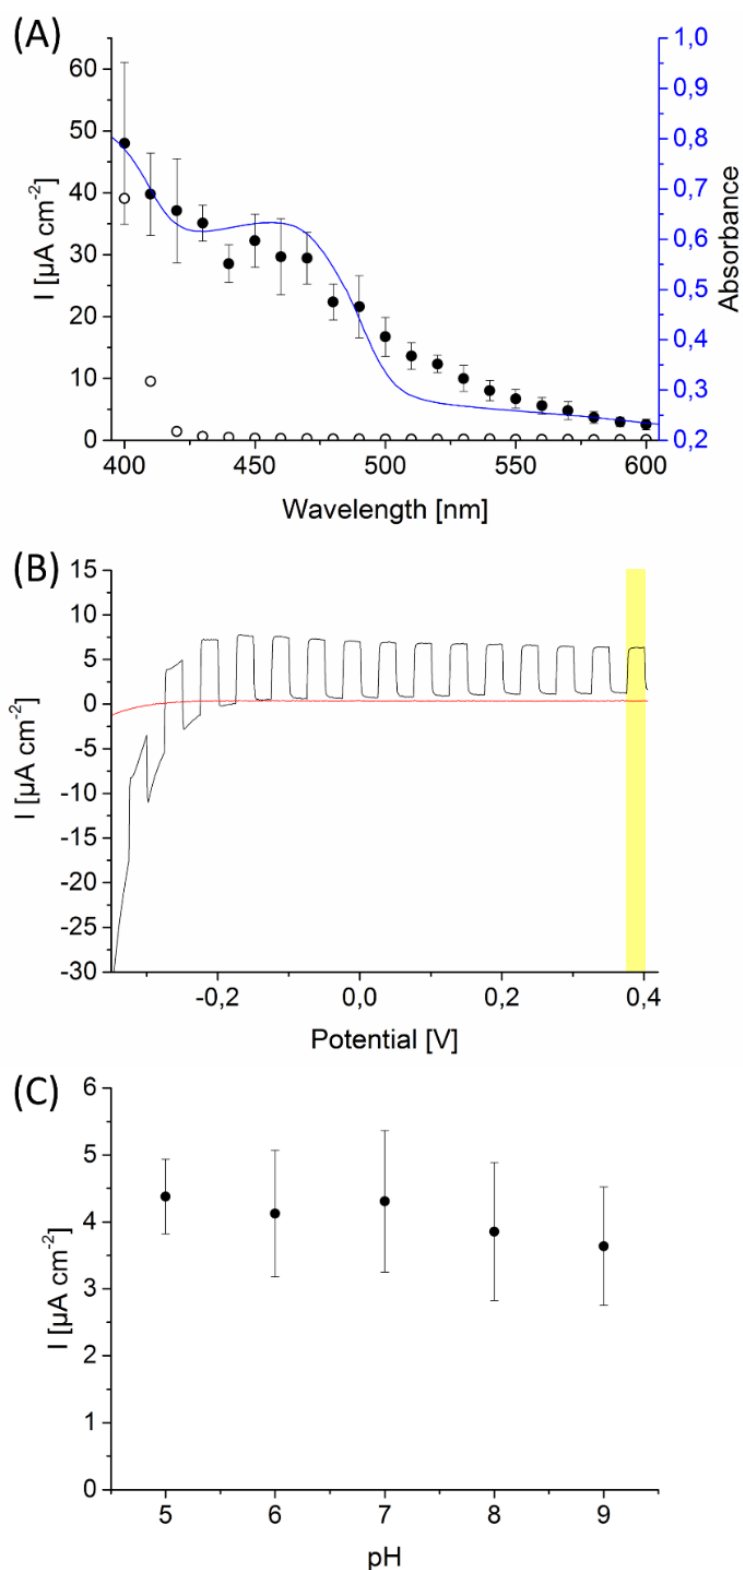 (A)
60
50
40
30
20
10
0
I [µA cm-2]
1,0
0,9
0,8
0,7
0,6
0,5
0,4
0,3
0,2
Absorbance
400 450 500 550 600
Wavelength [nm]
(B)
15
10
5
0
-5
-10
-15
-20
-25
-30
I [µA cm-2]
-0,2 0,0 0,2 0,4
Potential [V]
(C)
6
5
4
3
2
1
0
I [µA cm-2]
5 6 7 8 9
pH